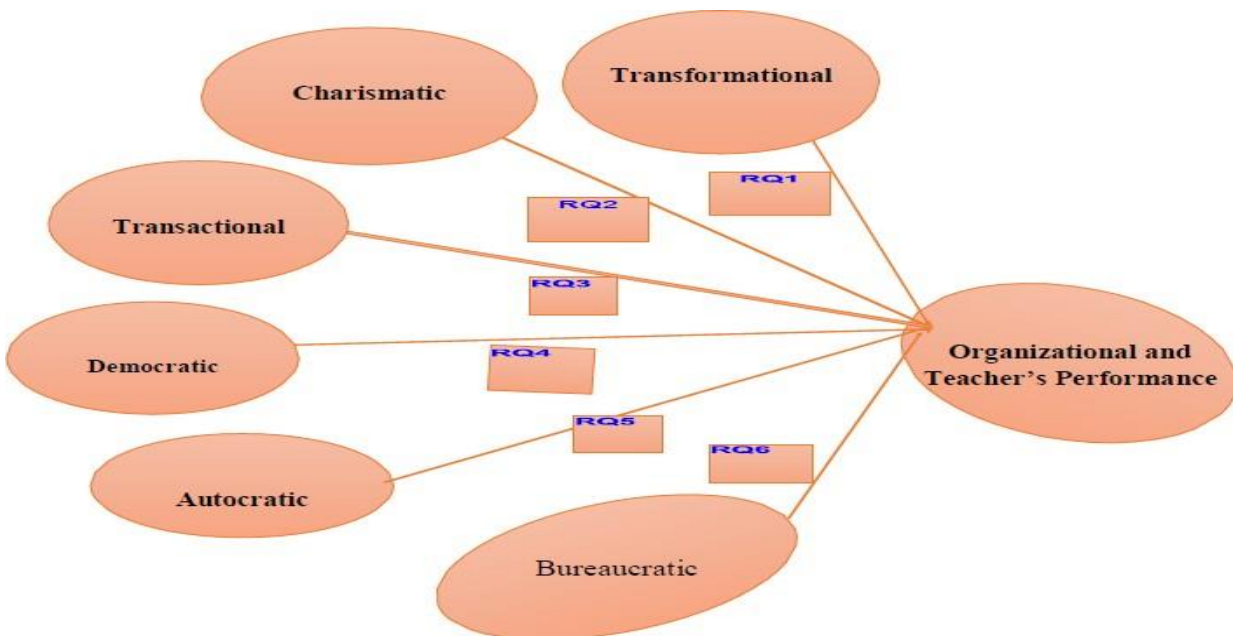 Transformational
Charismatic
RQ1
RQ2
Transactional
RQ3
Organizational and
Teacher’s Performance
RQ4
Democratic
RQ5
RQ6
Autocratic
Bureaucratic